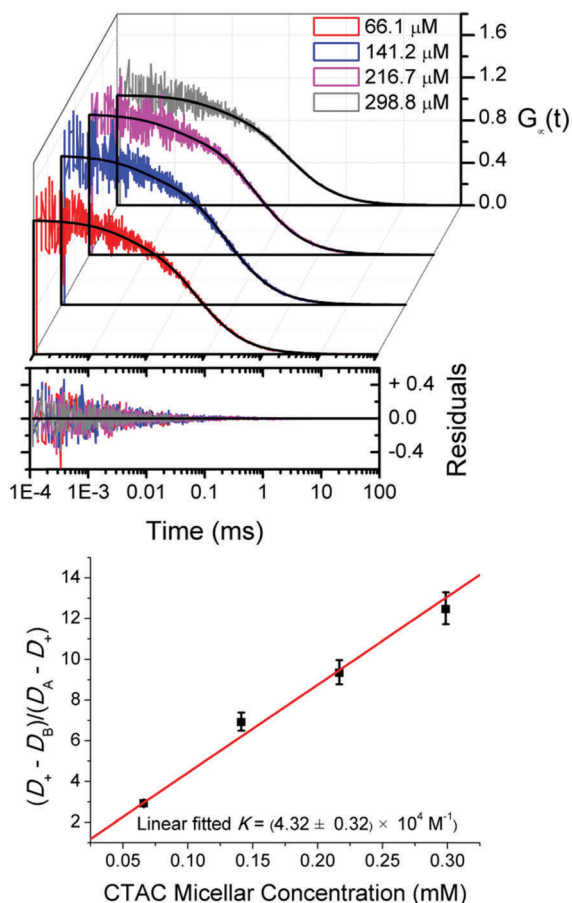 1.6
66.1 μM
141.2 μM
1.2
216.7 μM
G∝(t)
0.8
298.8 μM
0.4
0.0
+ 0.4
0.0
-0.4
Residuals
1E-4 1E-3 0.01 0.1 1 10 100
Time (ms)
14
12
10
8
6
4
2
(D+ - DB)/(DA - D+)
Linear fitted K = (4.32 ± 0.32) × 10⁴ M⁻¹)
0.05 0.10 0.15 0.20 0.25 0.30
CTAC Micellar Concentration (mM)